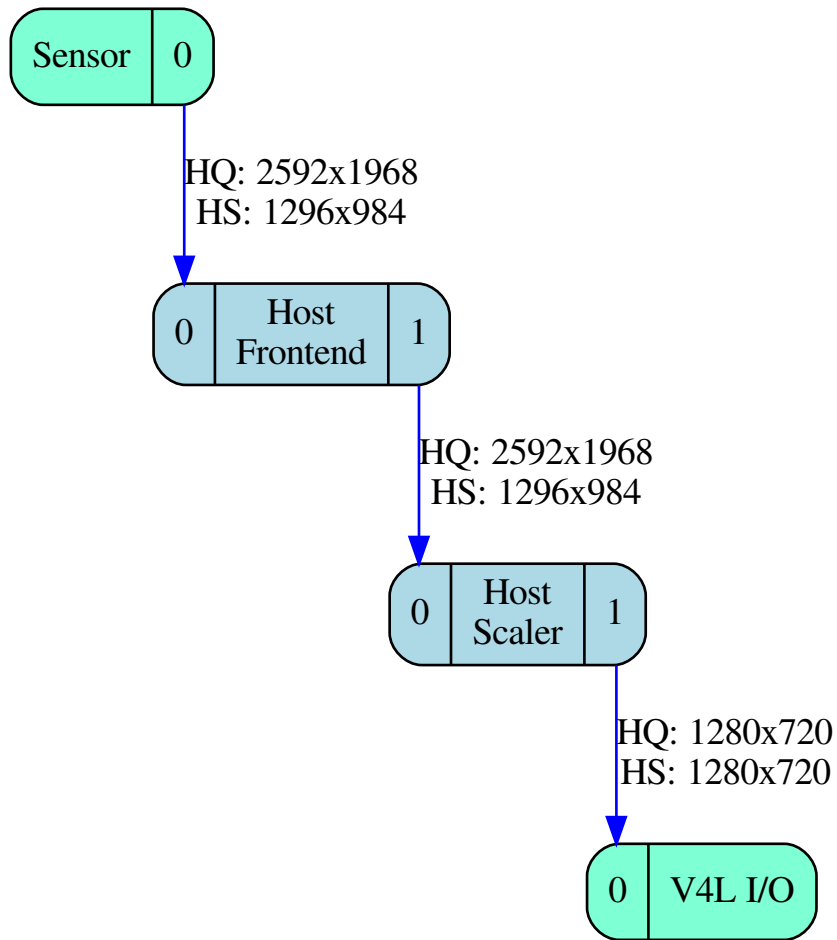 Sensor 0
HQ: 2592x1968
HS: 1296x984
0 Host Frontend 1
HQ: 2592x1968
HS: 1296x984
0 Host Scaler 1
HQ: 1280x720
HS: 1280x720
0 V4L I/O